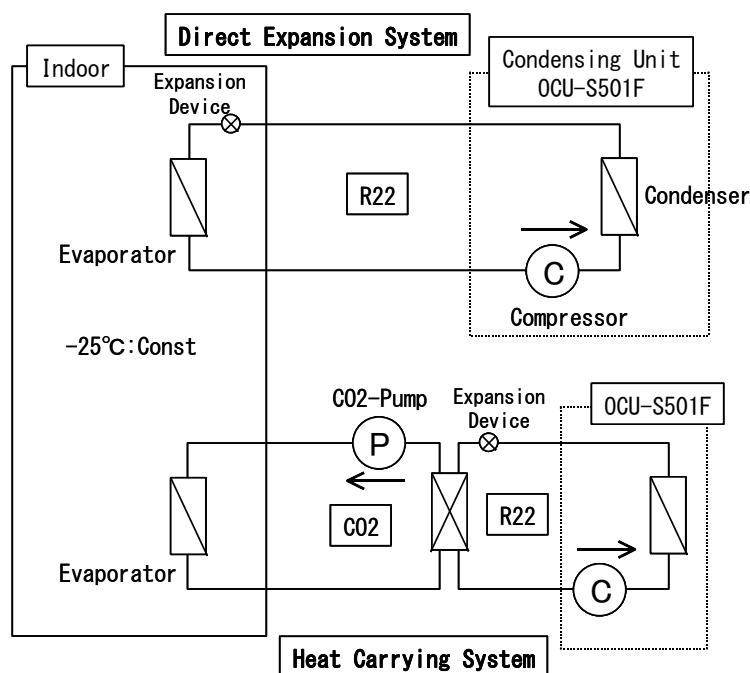 Direct Expansion System
Indoor
Condensing Unit
OCU-S501F
Expansion
Device
R22
Condenser
Evaporator
C
Compressor
-25℃:Const
CO2-Pump
Expansion
Device
OCU-S501F
P
CO2
R22
Evaporator
C
Heat Carrying System